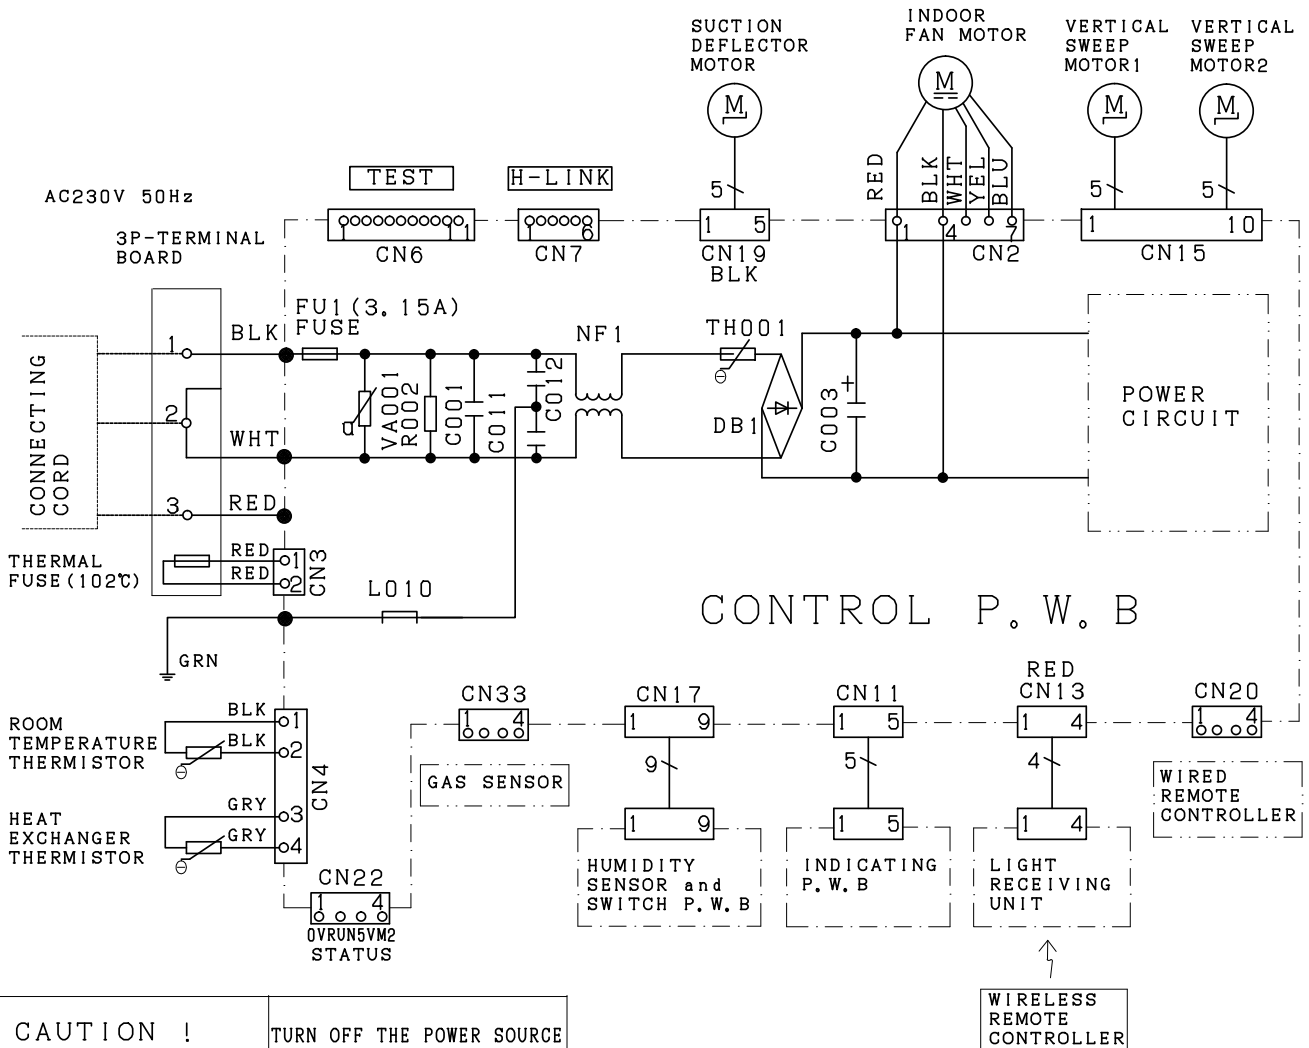 SUCTION
DEFLECTOR
MOTOR
INDOOR
FAN MOTOR
VERTICAL
SWEEP
MOTOR1
VERTICAL
SWEEP
MOTOR2
M
M
M
M
RED
BLK
WHT
YEL
BLU
TEST
H-LINK
5
5
5
AC230V 50Hz
1 11
CN6
1 6
CN7
1 5
CN19
BLK
1 4 7
CN2
1 10
CN15
3P-TERMINAL
BOARD
FU1(3.15A)
FUSE
BLK
NF1
TH001
1
2
3
CONNECTING
CORD
WHT
RED
VA001
R002
C001
C011
C012
DB1
+
C003
POWER
CIRCUIT
THERMAL
FUSE(102℃)
RED
RED
1
2
CN3
L010
CONTROL P.W.B
GRN
ROOM
TEMPERATURE
THERMISTOR
BLK
BLK
HEAT
EXCHANGER
THERMISTOR
GRY
GRY
1
2
3
4
CN4
CN22
1 4
OVRUN5VM2
STATUS
CN33
1 4
GAS SENSOR
CN17
1 9
9
1 9
HUMIDITY
SENSOR and
SWITCH P.W.B
CN11
1 5
5
1 5
INDICATING
P.W.B
RED
CN13
1 4
4
1 4
LIGHT
RECEIVING
UNIT
CN20
1 4
WIRED
REMOTE
CONTROLLER
WIRELESS
REMOTE
CONTROLLER
CAUTION !
TURN OFF THE POWER SOURCE